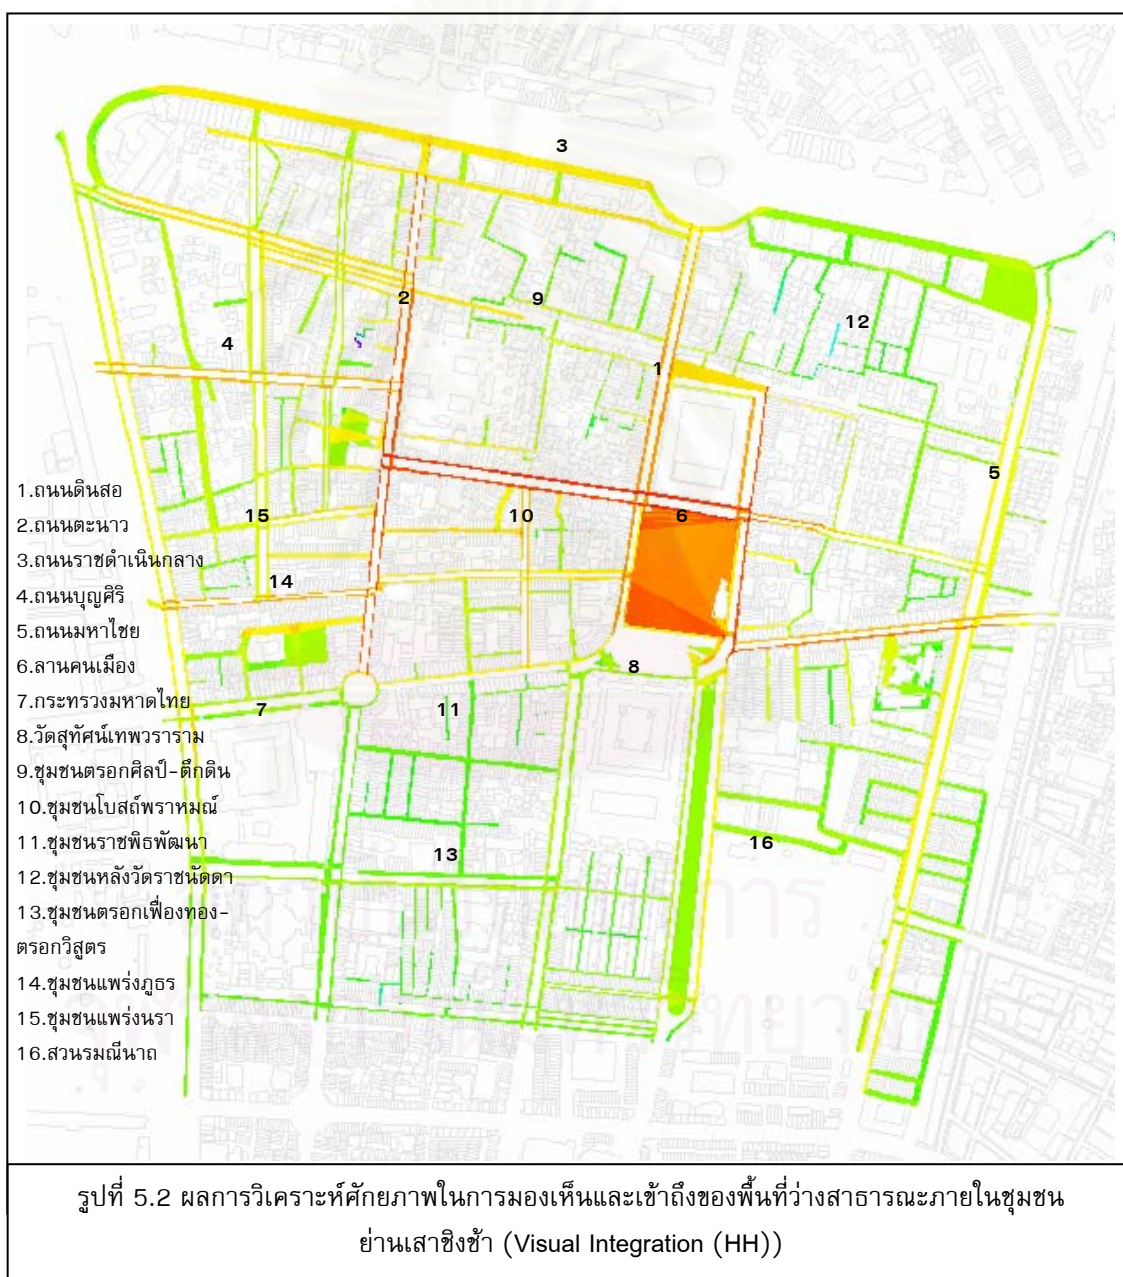 3
2
9
12
4
1
5
1.ถนนดินสอ
2.ถนนตะนาว
15
10
6
3.ถนนราชดำเนินกลาง
14
4.ถนนบุญศิริ
5.ถนนมหาไชย
6.ลานคนเมือง
8
7.กระทรวงมหาดไทย
7
11
8.วัดสุทัศน์เทพวราราม
9.ชุมชนตรอกศิลป์-ตึกดิน
10.ชุมชนโบสถ์พราหมณ์
11.ชุมชนราชพิธพัฒนา
16
12.ชุมชนหลังวัดราชนัดดา
13
13.ชุมชนตรอกเฟื่องทอง-
ตรอกวิสูตร
14.ชุมชนแพร่งภูธร
15.ชุมชนแพร่งนรา
16.สวนรมณีนาถ
รูปที่ 5.2 ผลการวิเคราะห์ศักยภาพในการมองเห็นและเข้าถึงของพื้นที่ว่างสาธารณะภายในชุมชน
ย่านเสาชิงช้า (Visual Integration (HH))